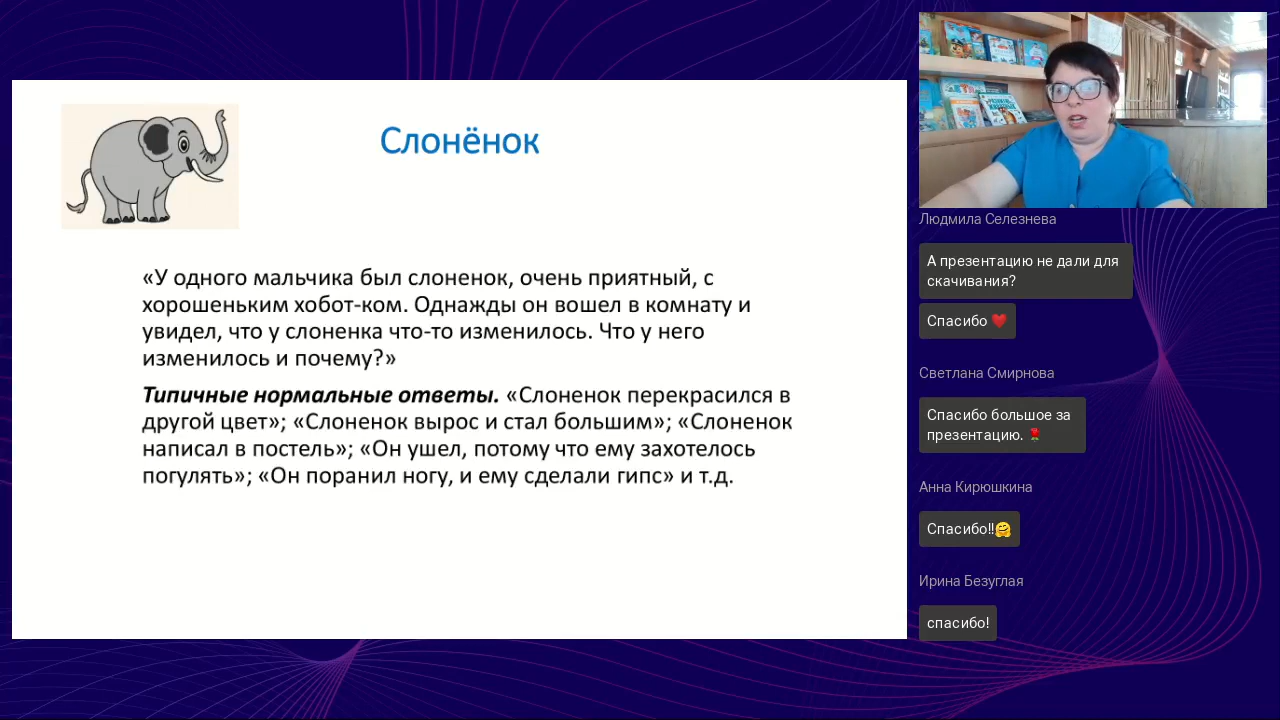 Слонёнок
«У одного мальчика был слоненок, очень приятный, с
хорошеньким хобот-ком. Однажды он вошел в комнату и
увидел, что у слоненка что-то изменилось. Что у него
изменилось и почему?»
Типичные нормальные ответы. «Слоненок перекрасился в
другой цвет»; «Слоненок вырос и стал большим»; «Слоненок
написал в постель»; «Он ушел, потому что ему захотелось
погулять»; «Он поранил ногу, и ему сделали гипс» и т.д.
Людмила Селезнева
А презентацию не дали для
скачивания?
Спасибо ❤️
Светлана Смирнова
Спасибо большое за
презентацию. 🌹
Анна Кирюшкина
Спасибо!!🤗
Ирина Безуглая
спасибо!